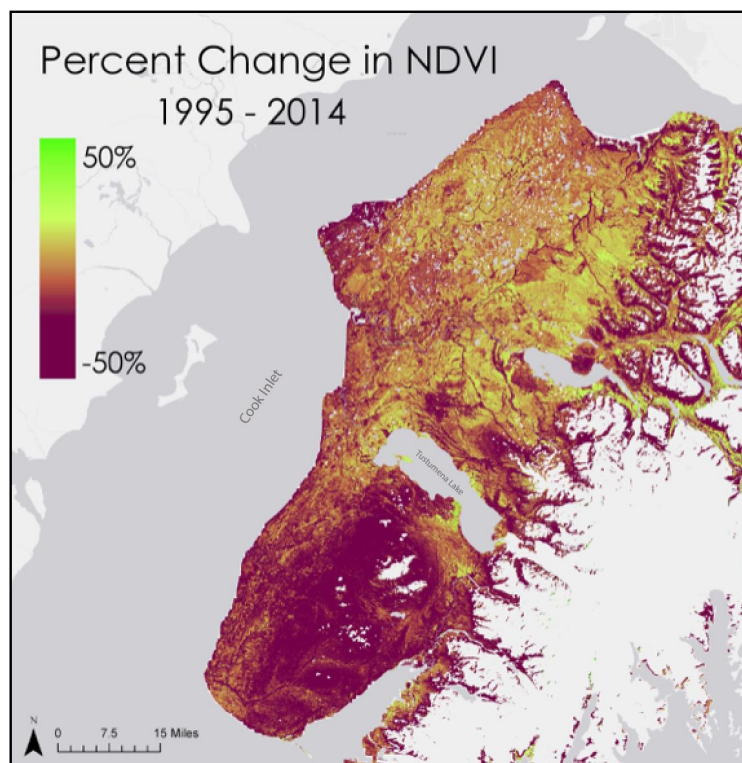 Percent Change in NDVI
1995 - 2014
50%
-50%
Cook Inlet
Tustumena Lake
N
0 7.5 15 Miles